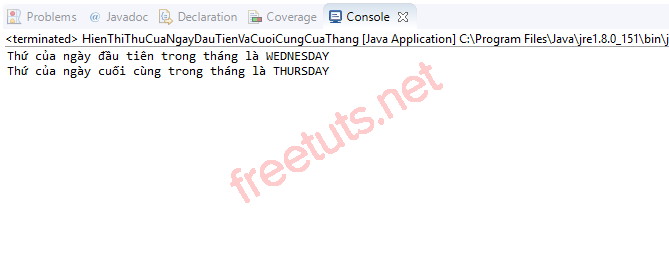 Problems @ Javadoc Declaration Coverage Console
<terminated> HienThiThuCuaNgayDauTienVaCuoiCungCuaThang [Java Application] C:\Program Files\Java\jre1.8.0_151\bin\j
Thứ của ngày đầu tiên trong tháng là WEDNESDAY
Thứ của ngày cuối cùng trong tháng là THURSDAY
freetuts.net